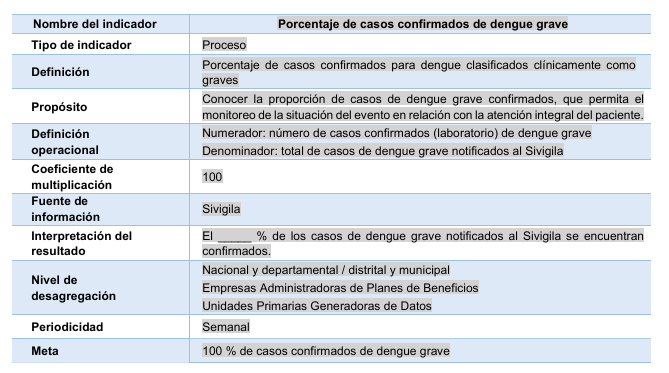 Nombre del indicador Porcentaje de casos confirmados de dengue grave
Tipo de indicador Proceso
Definición Porcentaje de casos confirmados para dengue clasificados clínicamente como
graves
Propósito Conocer la proporción de casos de dengue grave confirmados, que permita el
monitoreo de la situación del evento en relación con la atención integral del paciente.
Definición
operacional
Numerador: número de casos confirmados (laboratorio) de dengue grave
Denominador: total de casos de dengue grave notificados al Sivigila
Coeficiente de
multiplicación
100
Fuente de
información
Sivigila
Interpretación del
resultado
El _____ % de los casos de dengue grave notificados al Sivigila se encuentran
confirmados.
Nivel de
desagregación
Nacional y departamental / distrital y municipal
Empresas Administradoras de Planes de Beneficios
Unidades Primarias Generadoras de Datos
Periodicidad Semanal
Meta 100 % de casos confirmados de dengue grave